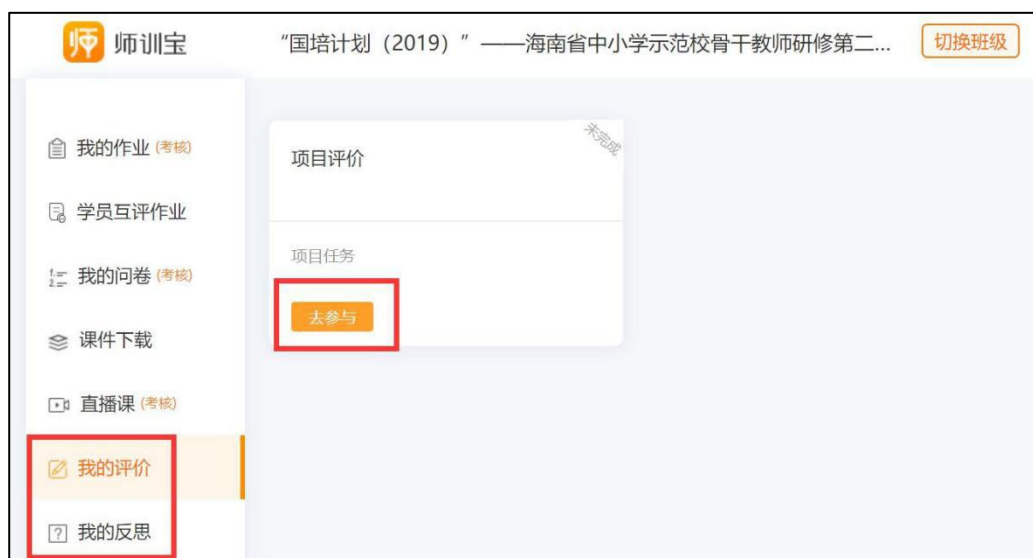 师 师训宝
“国培计划（2019）”——海南省中小学示范校骨干教师研修第二...
切换班级
我的作业 (考核)
学员互评作业
我的问卷 (考核)
课件下载
直播课 (考核)
我的评价
我的反思
项目评价
未完成
项目任务
去参与